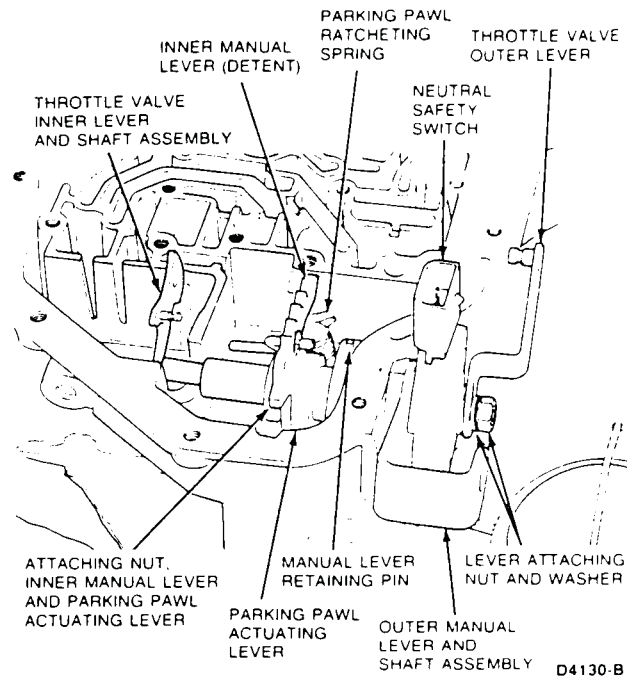 PARKING PAWL
RATCHETING
SPRING
THROTTLE VALVE
OUTER LEVER
INNER MANUAL
LEVER (DETENT)
NEUTRAL
SAFETY
SWITCH
THROTTLE VALVE
INNER LEVER
AND SHAFT ASSEMBLY
ATTACHING NUT,
INNER MANUAL LEVER
AND PARKING PAWL
ACTUATING LEVER
MANUAL LEVER
RETAINING PIN
LEVER ATTACHING
NUT AND WASHER
PARKING PAWL
ACTUATING
LEVER
OUTER MANUAL
LEVER AND
SHAFT ASSEMBLY
D4130-B